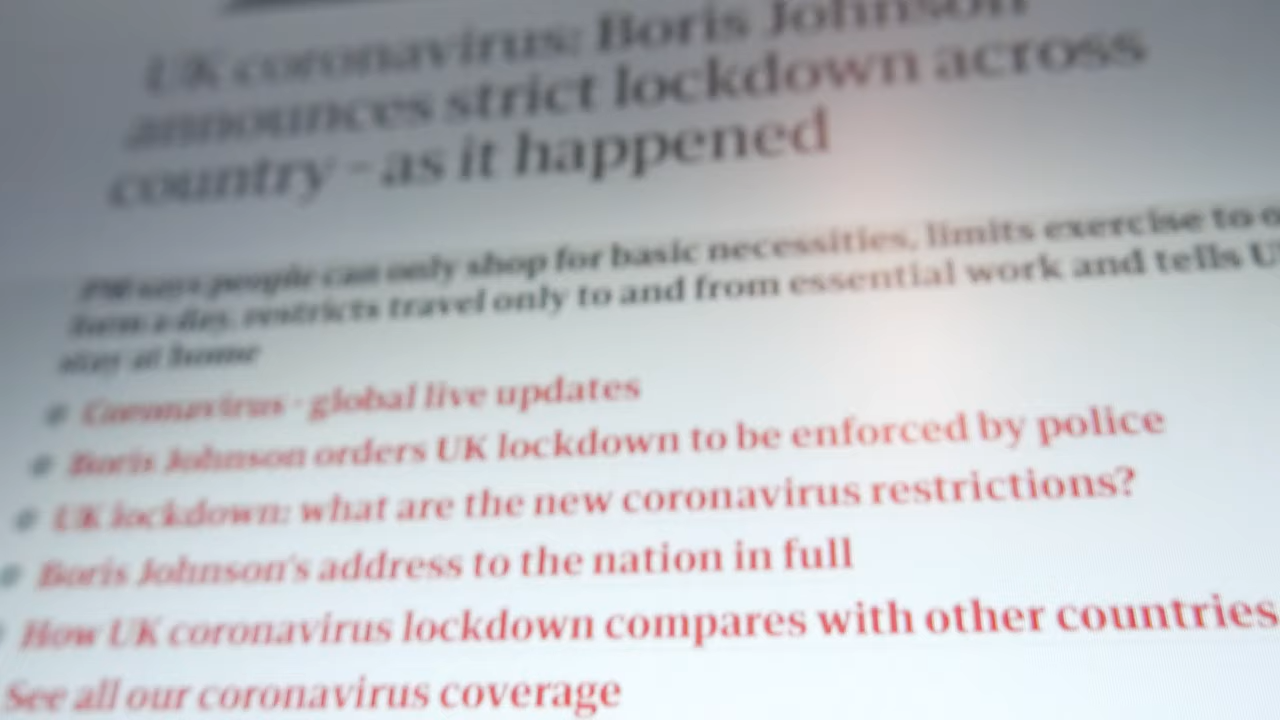 UK coronavirus: Boris Johnson
announces strict lockdown across
country – as it happened
PM says people can only shop for basic necessities, limits exercise to o
form a day, restricts travel only to and from essential work and tells U
stay at home
Coronavirus - global live updates
Boris Johnson orders UK lockdown to be enforced by police
UK lockdown: what are the new coronavirus restrictions?
Boris Johnson's address to the nation in full
How UK coronavirus lockdown compares with other countries
See all our coronavirus coverage